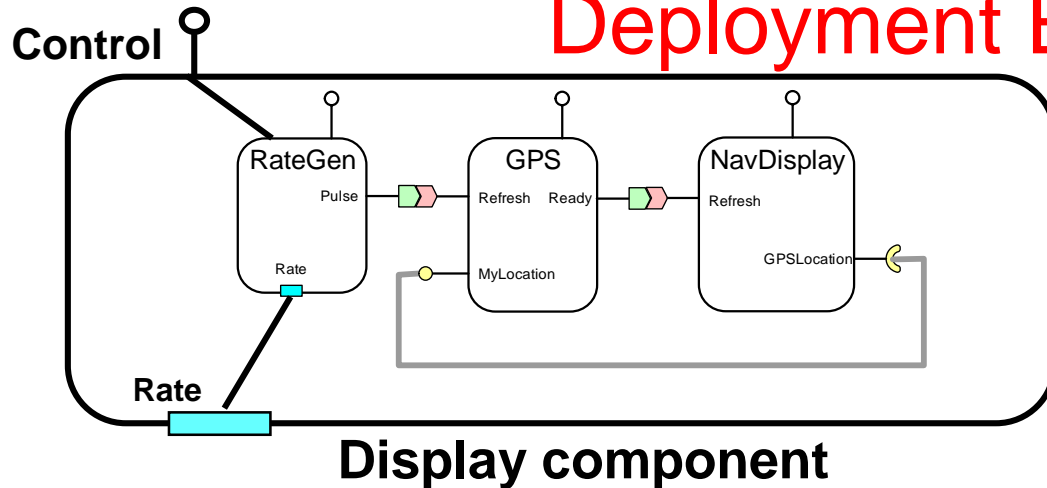 Deployment E
Control
RateGen
GPS
NavDisplay
Pulse
Refresh
Ready
Refresh
MyLocation
GPSLocation
Rate
Rate
Display component